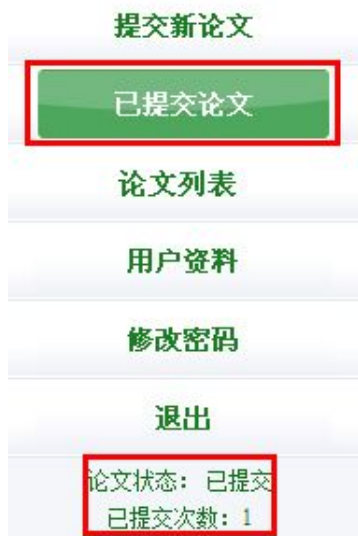 提交新论文
已提交论文
论文列表
用户资料
修改密码
退出
论文状态：已提交
已提交次数：1